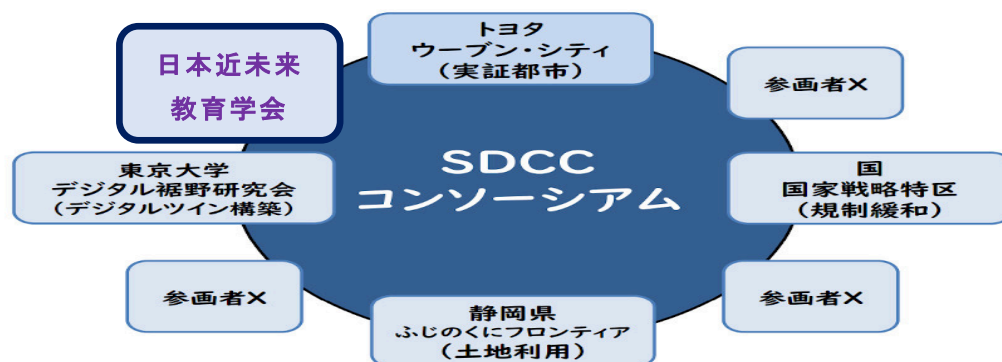 トヨタ
ウーブン・シティ
(実証都市)
日本近未来
教育学会
参画者X
東京大学
デジタル裾野研究会
(デジタルツイン構築)
SDCC
コンソーシアム
国
国家戦略特区
(規制緩和)
参画者X
静岡県
ふじのくにフロンティア
(土地利用)
参画者X